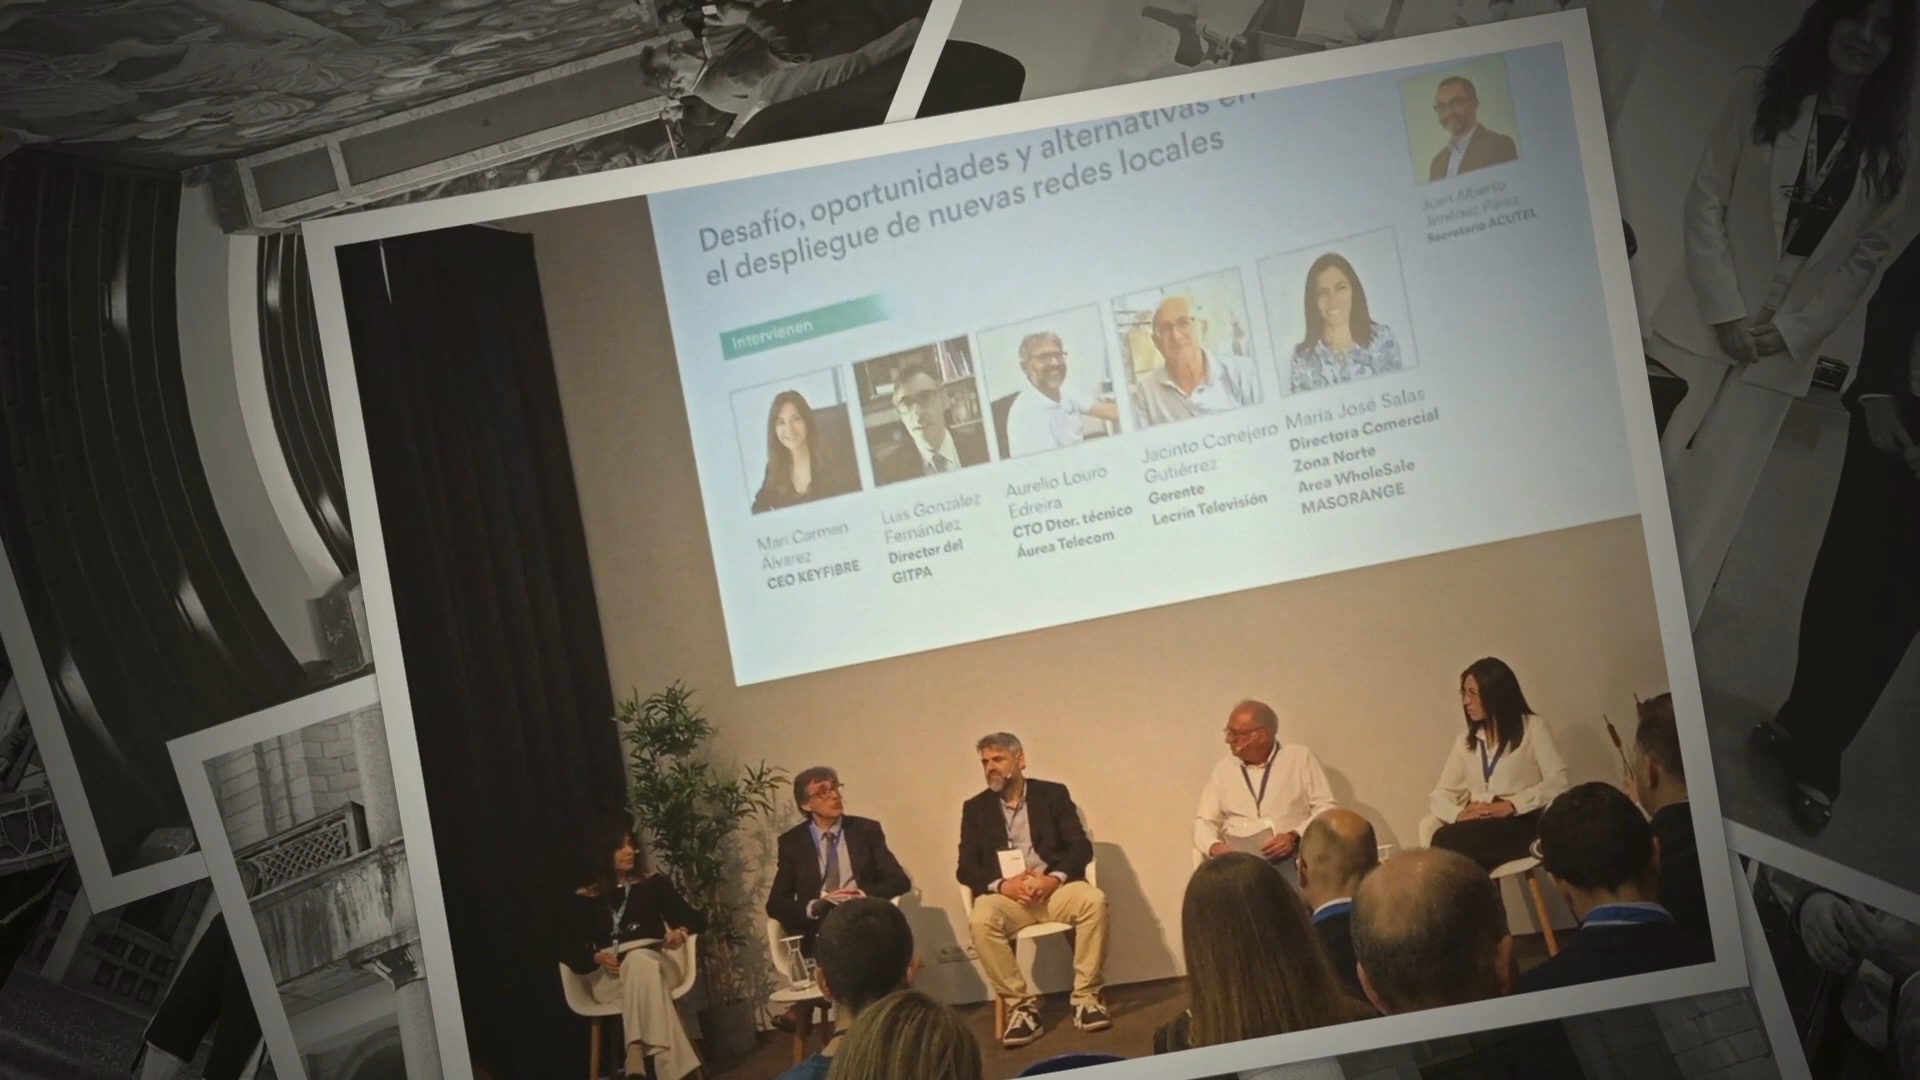 Desafío, oportunidades y alternativas en
el despliegue de nuevas redes locales
Intervienen
Mari Carmen
Álvarez
CEO KEYFIBRE
Luis González
Fernández
Director del
GITPA
Aurelio Louro
Edreira
CTO Dtor. técnico
Áurea Telecom
Jacinto Conejero
Gutiérrez
Gerente
Lecrin Televisión
María José Salas
Directora Comercial
Zona Norte
Area WholeSale
MASORANGE
Juan Alberto
Jiménez Pérez
Secretario ACUTEL